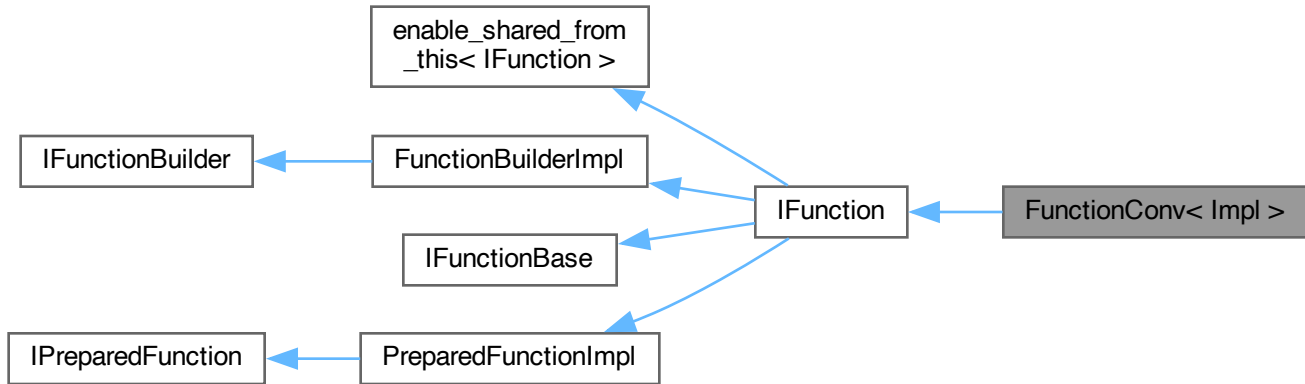 enable_shared_from
_this< IFunction >
IFunctionBuilder
FunctionBuilderImpl
IFunction
FunctionConv< Impl >
IFunctionBase
IPreparedFunction
PreparedFunctionImpl